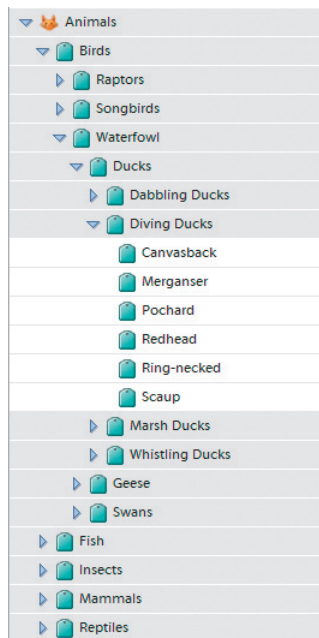 Animals
Birds
Raptors
Songbirds
Waterfowl
Ducks
Dabbling Ducks
Diving Ducks
Canvasback
Merganser
Pochard
Redhead
Ring-necked
Scaup
Marsh Ducks
Whistling Ducks
Geese
Swans
Fish
Insects
Mammals
Reptiles